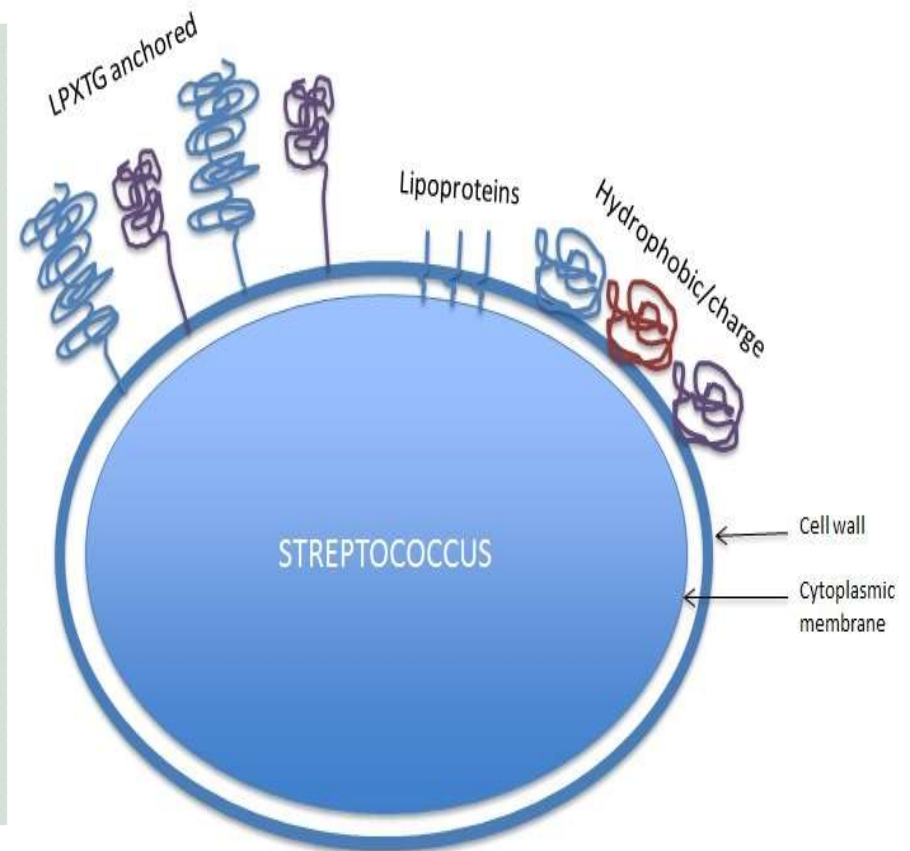 LPXTG anchored
Lipoproteins
Hydrophobic/charge
STREPTOCOCCUS
Cell wall
Cytoplasmic
membrane